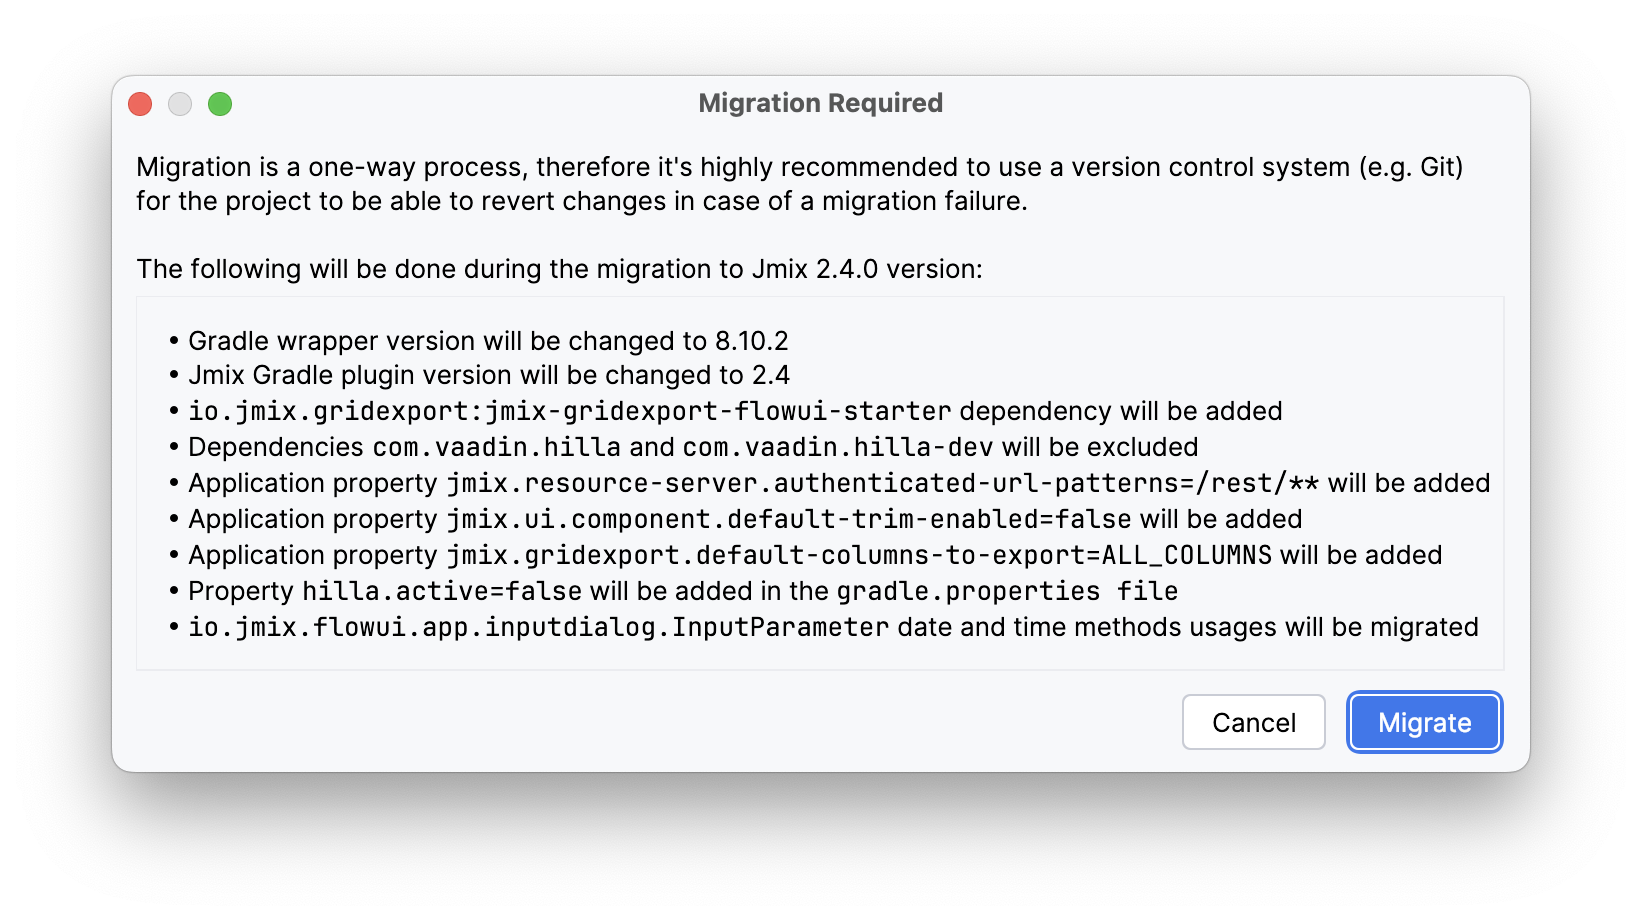 Migration Required
Migration is a one-way process, therefore it's highly recommended to use a version control system (e.g. Git)
for the project to be able to revert changes in case of a migration failure.
The following will be done during the migration to Jmix 2.4.0 version:
• Gradle wrapper version will be changed to 8.10.2
• Jmix Gradle plugin version will be changed to 2.4
• io.jmix.gridexport:jmix-gridexport-flowui-starter dependency will be added
• Dependencies com.vaadin.hilla and com.vaadin.hilla-dev will be excluded
• Application property jmix.resource-server.authenticated-url-patterns=/rest/** will be added
• Application property jmix.ui.component.default-trim-enabled=false will be added
• Application property jmix.gridexport.default-columns-to-export=ALL_COLUMNS will be added
• Property hilla.active=false will be added in the gradle.properties file
• io.jmix.flowui.app.inputdialog.InputParameter date and time methods usages will be migrated
Cancel
Migrate